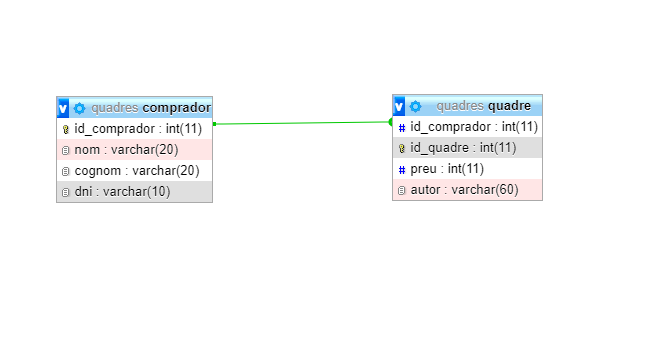 v quadres comprador
id_comprador : int(11)
nom : varchar(20)
cognom : varchar(20)
dni : varchar(10)
v quadres quadre
# id_comprador : int(11)
id_quadre : int(11)
# preu : int(11)
autor : varchar(60)